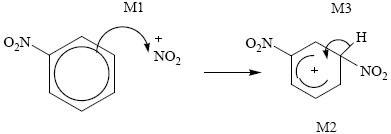 M1
M3
O₂N
+
NO₂
O₂N
H
+
NO₂
M2